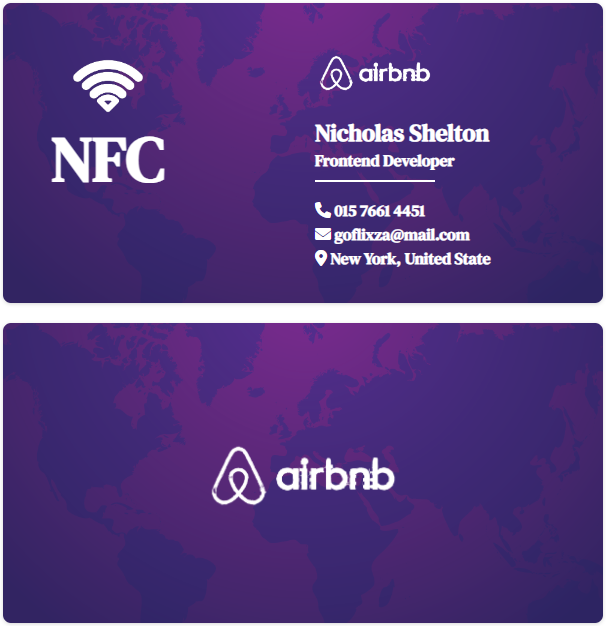 NFC
airbnb
Nicholas Shelton
Frontend Developer
015 7661 4451
goflixza@mail.com
New York, United State
airbnb